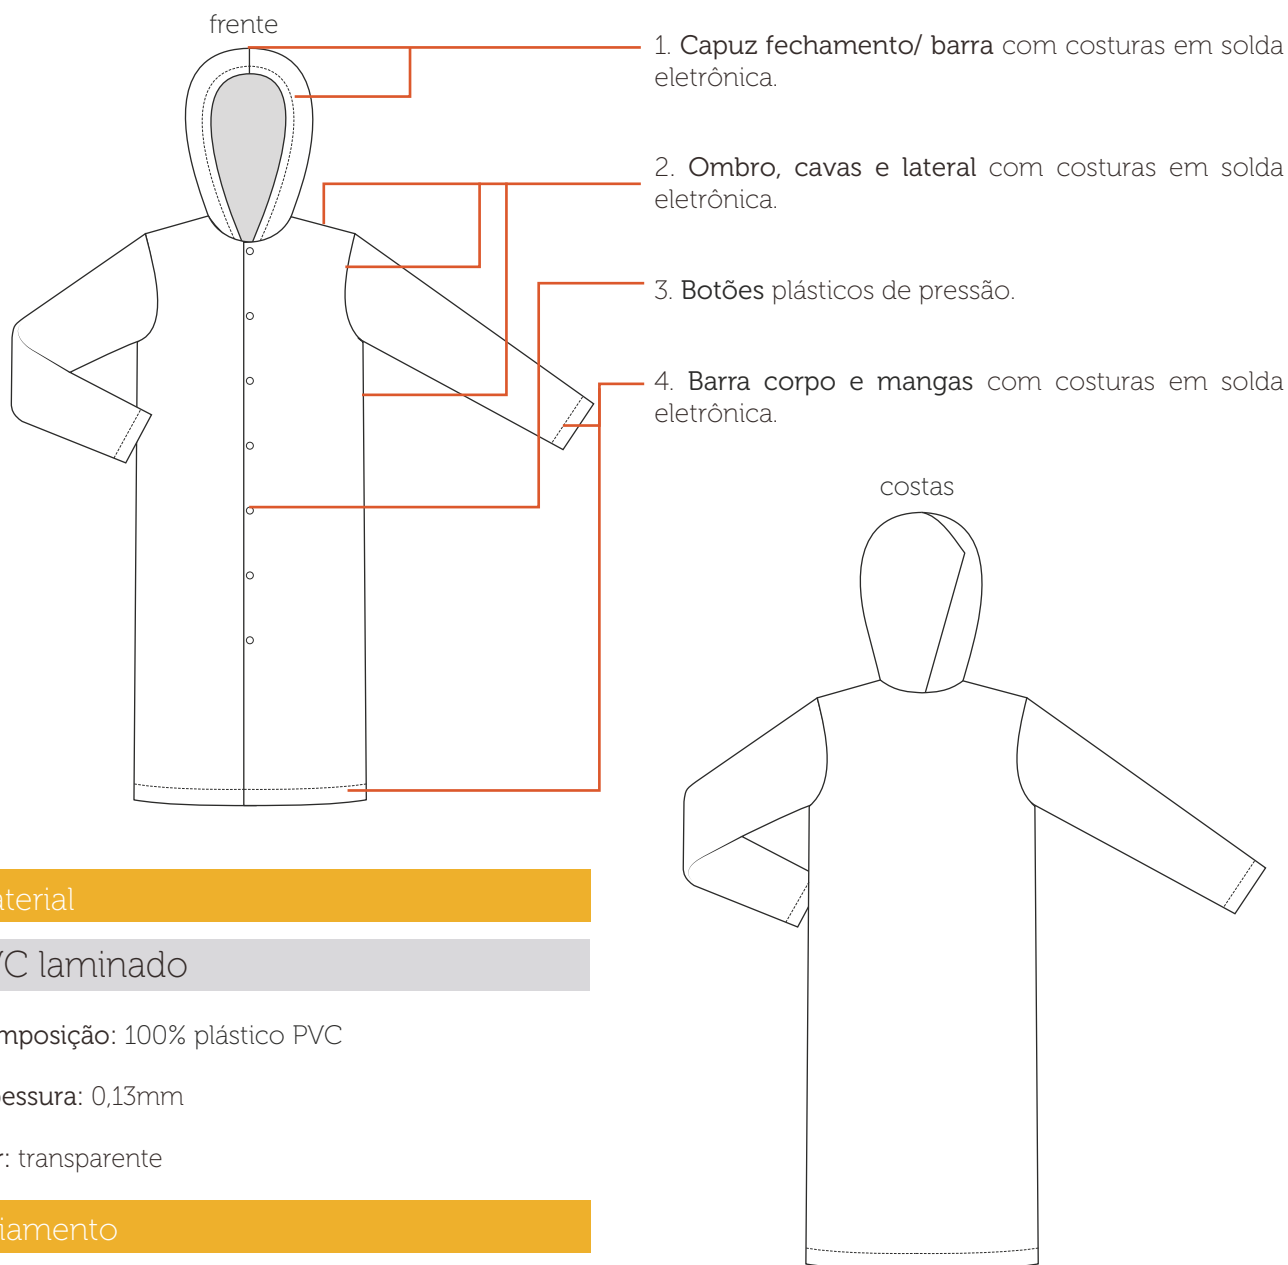 frente
1. Capuz fechamento/ barra com costuras em solda
eletrônica.
2. Ombro, cavas e lateral com costuras em solda
eletrônica.
3. Botões plásticos de pressão.
4. Barra corpo e mangas com costuras em solda
eletrônica.
costas
aterial
VC laminado
mposição: 100% plástico PVC
pessura: 0,13mm
r: transparente
iamento